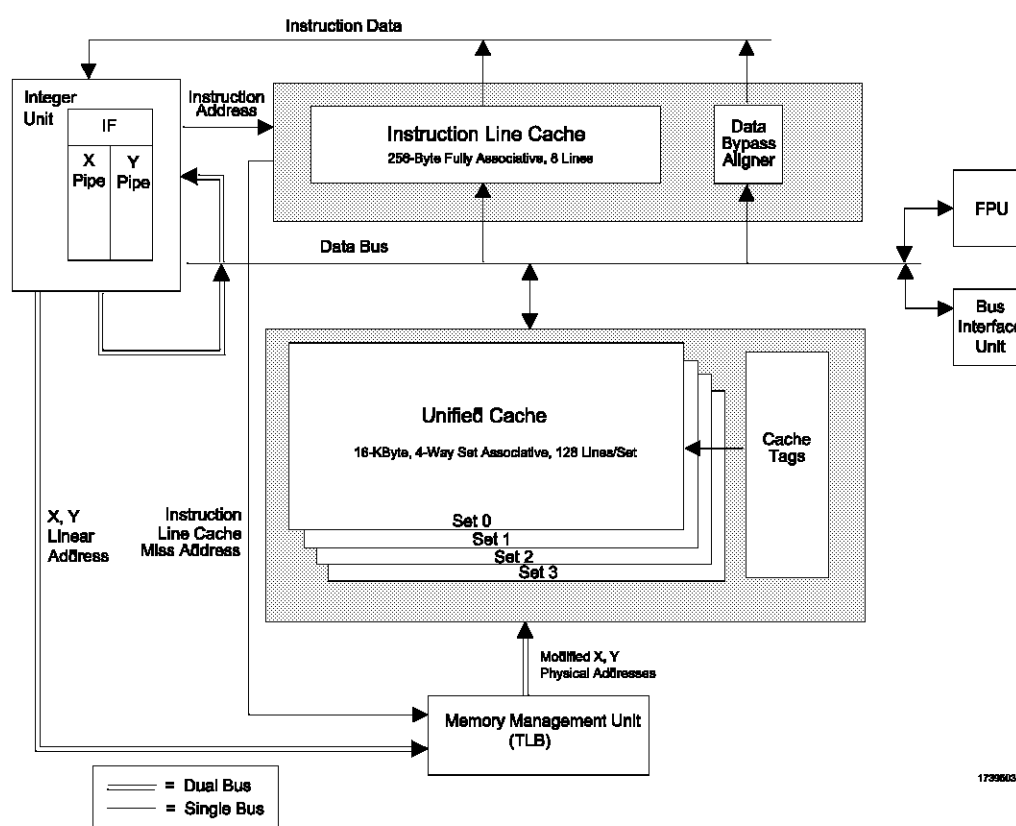 Instruction Data
Integer
Unit
IF
X
Pipe
Y
Pipe
Instruction
Address
Instruction Line Cache
256-Byte Fully Associative, 8 Lines
Data
Bypass
Aligner
FPU
Data Bus
Bus
Interface
Unit
Unified Cache
16-KByte, 4-Way Set Associative, 128 Lines/Set
Cache
Tags
Set 0
Set 1
Set 2
Set 3
X, Y
Linear
Address
Instruction
Line Cache
Miss Address
Modified X, Y
Physical Addresses
Memory Management Unit
(TLB)
= Dual Bus
= Single Bus
1739603